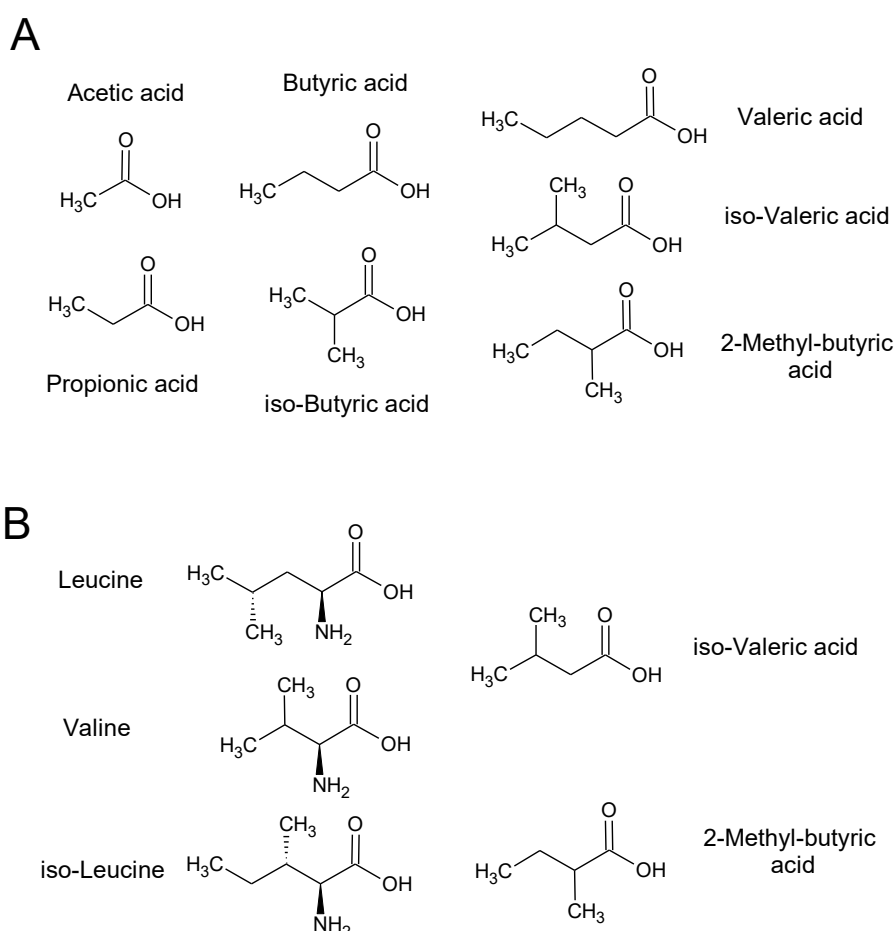 A
Acetic acid
O
H3C
OH
Butyric acid
O
H3C
OH
O
H3C
OH
Valeric acid
CH3
O
H3C
OH
iso-Valeric acid
O
H3C
OH
Propionic acid
O
H3C
OH
CH3
iso-Butyric acid
O
H3C
OH
CH3
2-Methyl-butyric
acid
B
Leucine
O
H3C
OH
CH3
NH2
CH3
O
H3C
OH
iso-Valeric acid
Valine
CH3
O
H3C
OH
NH2
iso-Leucine
CH3
O
H3C
OH
NH2
O
H3C
OH
CH3
2-Methyl-butyric
acid